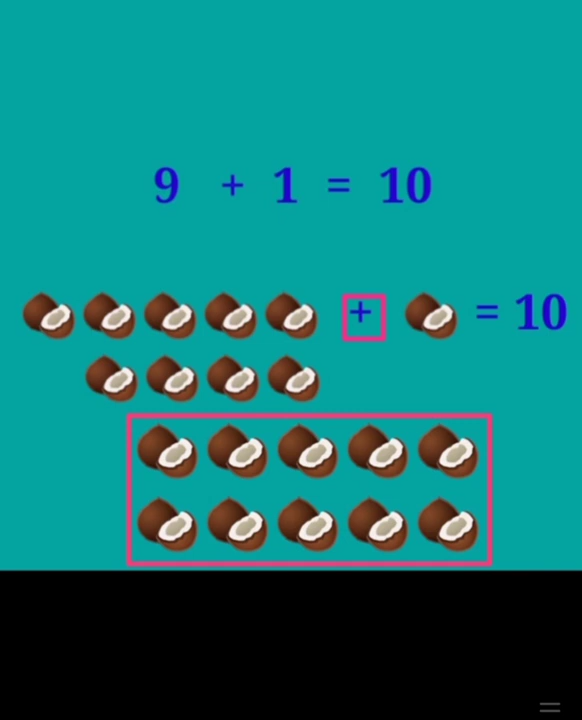 9 + 1 = 10
+ = 10